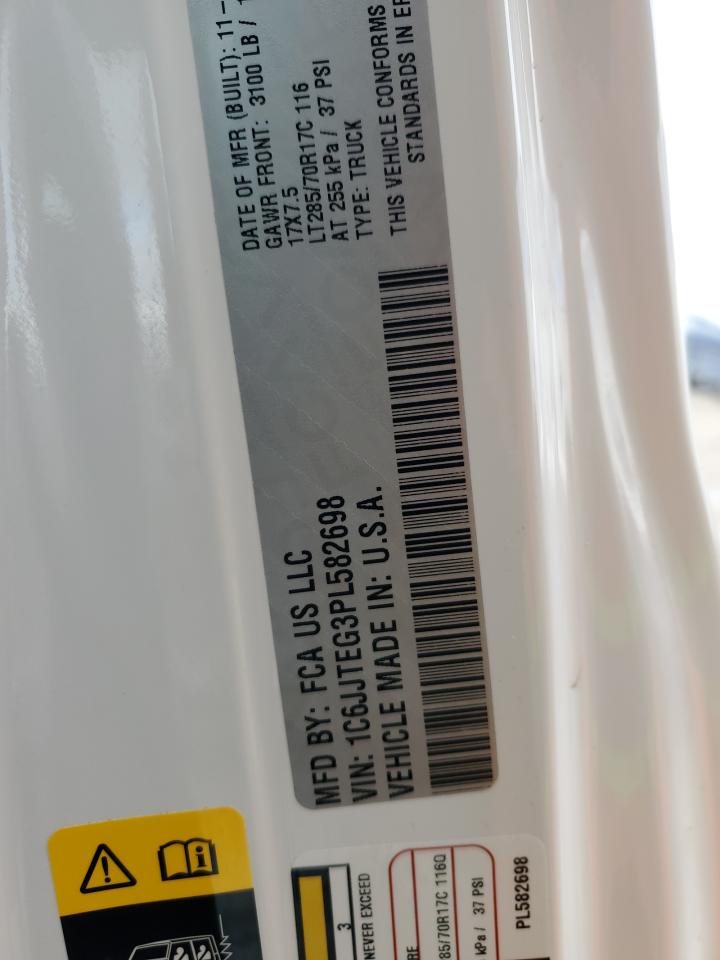 MFD BY: FCA US LLC
VIN: 1C6JJTEG3PL582698
VEHICLE MADE IN: U.S.A.
DATE OF MFR (BUILT): 11-
GAWR FRONT: 3100 LB /
17X7.5
LT285/70R17C 116
AT 255 kPa / 37 PSI
TYPE: TRUCK
THIS VEHICLE CONFORMS
STANDARDS IN
3
NEVER EXCEED
85/70R17C 116Q
kPa / 37 PSI
PL582698